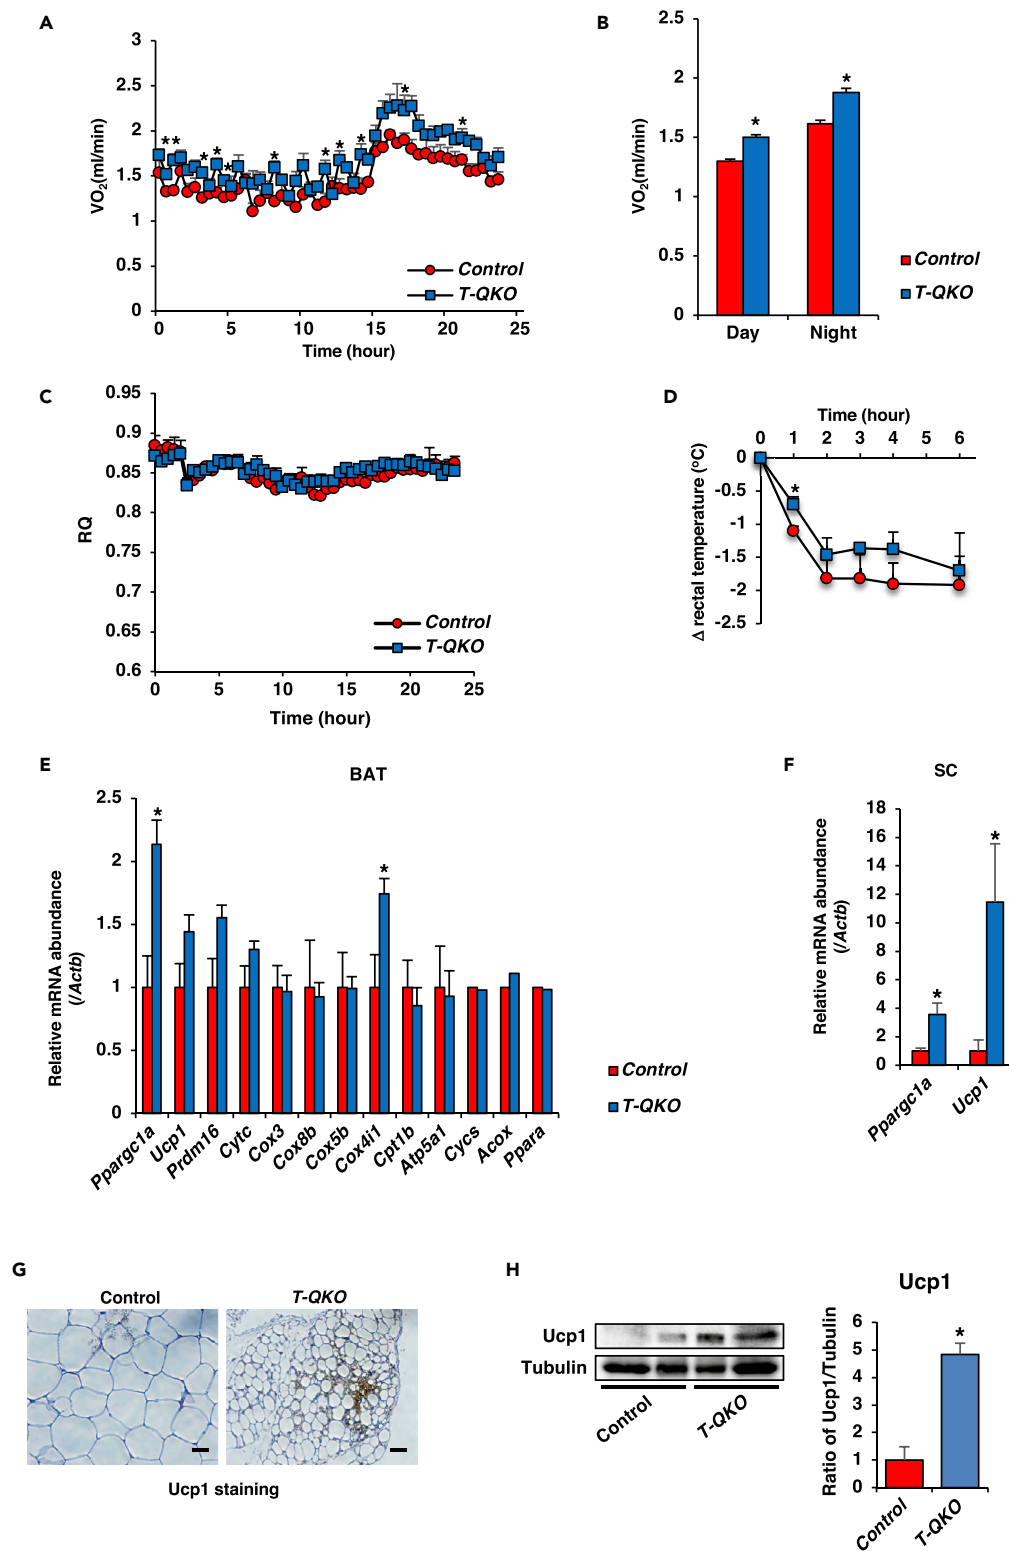 A
3
2.5
2
1.5
1
0.5
0
VO2(ml/min)
* * * * * * * * * * * *
Control
T-QKO
0 5 10 15 20 25
Time (hour)
B
2.5
2
1.5
1
0.5
0
VO2(ml/min)
* *
Day Night
Control
T-QKO
C
0.95
0.9
0.85
0.8
0.75
0.7
0.65
0.6
RQ
Control
T-QKO
0 5 10 15 20 25
Time (hour)
D
Time (hour)
0 1 2 3 4 6
0
-0.5
-1
-1.5
-2
-2.5
Δ rectal temperature (°C)
*
E
BAT
2.5
2
1.5
1
0.5
0
Relative mRNA abundance
(/Actb)
* *
Ppargc1a Ucp1 Prdm16 Cytc Cox3 Cox8b Cox5b Cox4i1 Cpt1b Atp5a1 Cycs Acox Ppara
Control
T-QKO
F
SC
18
16
14
12
10
8
6
4
2
0
Relative mRNA abundance
(/Actb)
* *
Ppargc1a Ucp1
G
Control T-QKO
Ucp1 staining
H
Ucp1
Tubulin
Control T-QKO
Ucp1
6
5
4
3
2
1
0
Ratio of Ucp1/Tubulin
*
Control T-QKO